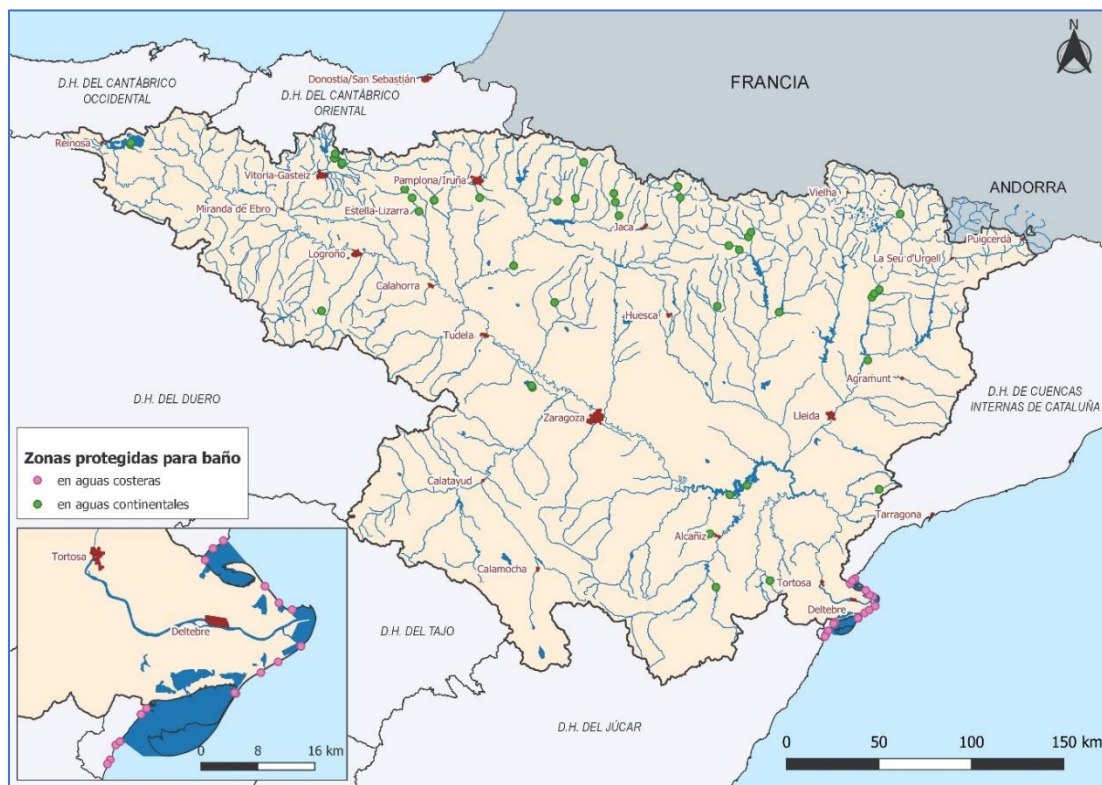 N
Donostia/San Sebastián
D.H. DEL CANTÁBRICO
OCCIDENTAL
D.H. DEL CANTÁBRICO
ORIENTAL
FRANCIA
Reinosa
Vitoria-Gasteiz
Pamplona/Iruña
Vielha
ANDORRA
Miranda de Ebro
Estella-Lizarra
Jaca
Puigcerdà
La Seu d'Urgell
Logroño
Calahorra
Huesca
Tudela
Agramunt
D.H. DE CUENCAS
INTERNAS DE CATALUÑA
D.H. DEL DUERO
Zaragoza
Lleida
Zonas protegidas para baño
en aguas costeras
en aguas continentales
Calatayud
Tarragona
Alcañiz
Calamocha
Tortosa
Deltebre
D.H. DEL TAJO
D.H. DEL JÚCAR
Tortosa
Deltebre
0 8 16 km
0 50 100 150 km